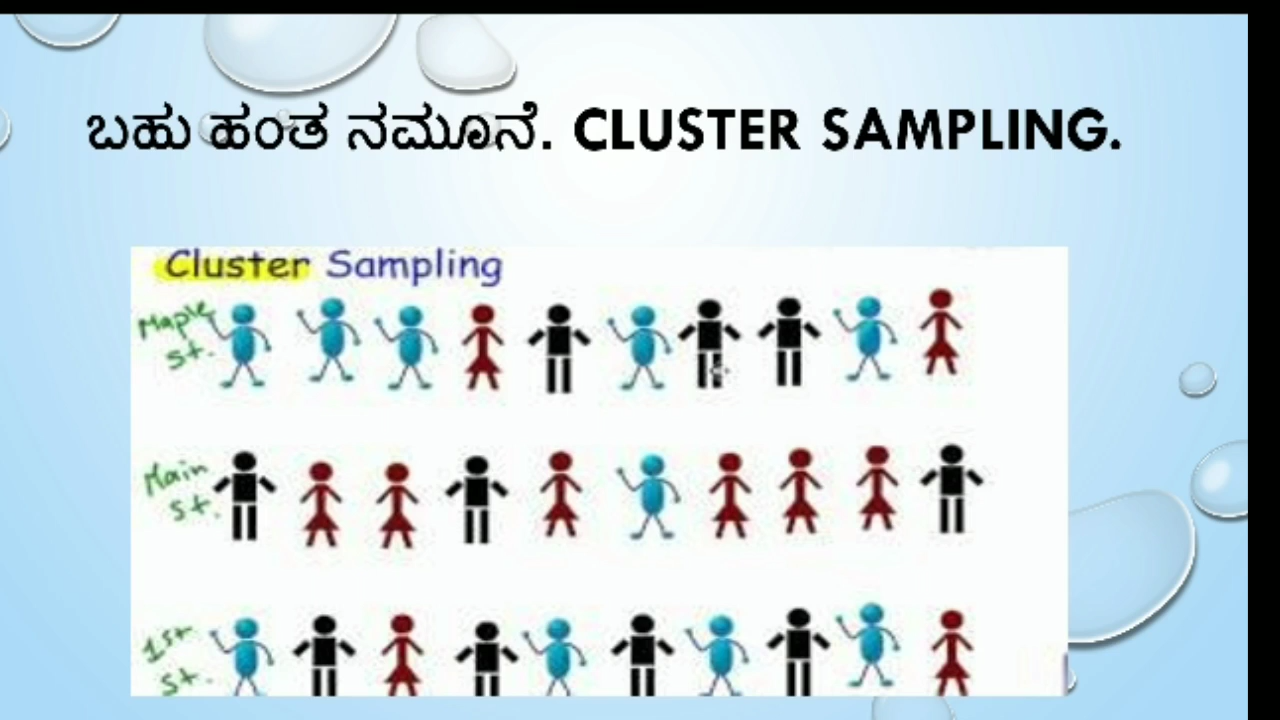 ಬಹು ಹಂತ ನಮೂನೆ. CLUSTER SAMPLING.
Cluster Sampling
Maple
St.
Main
St.
1st
St.